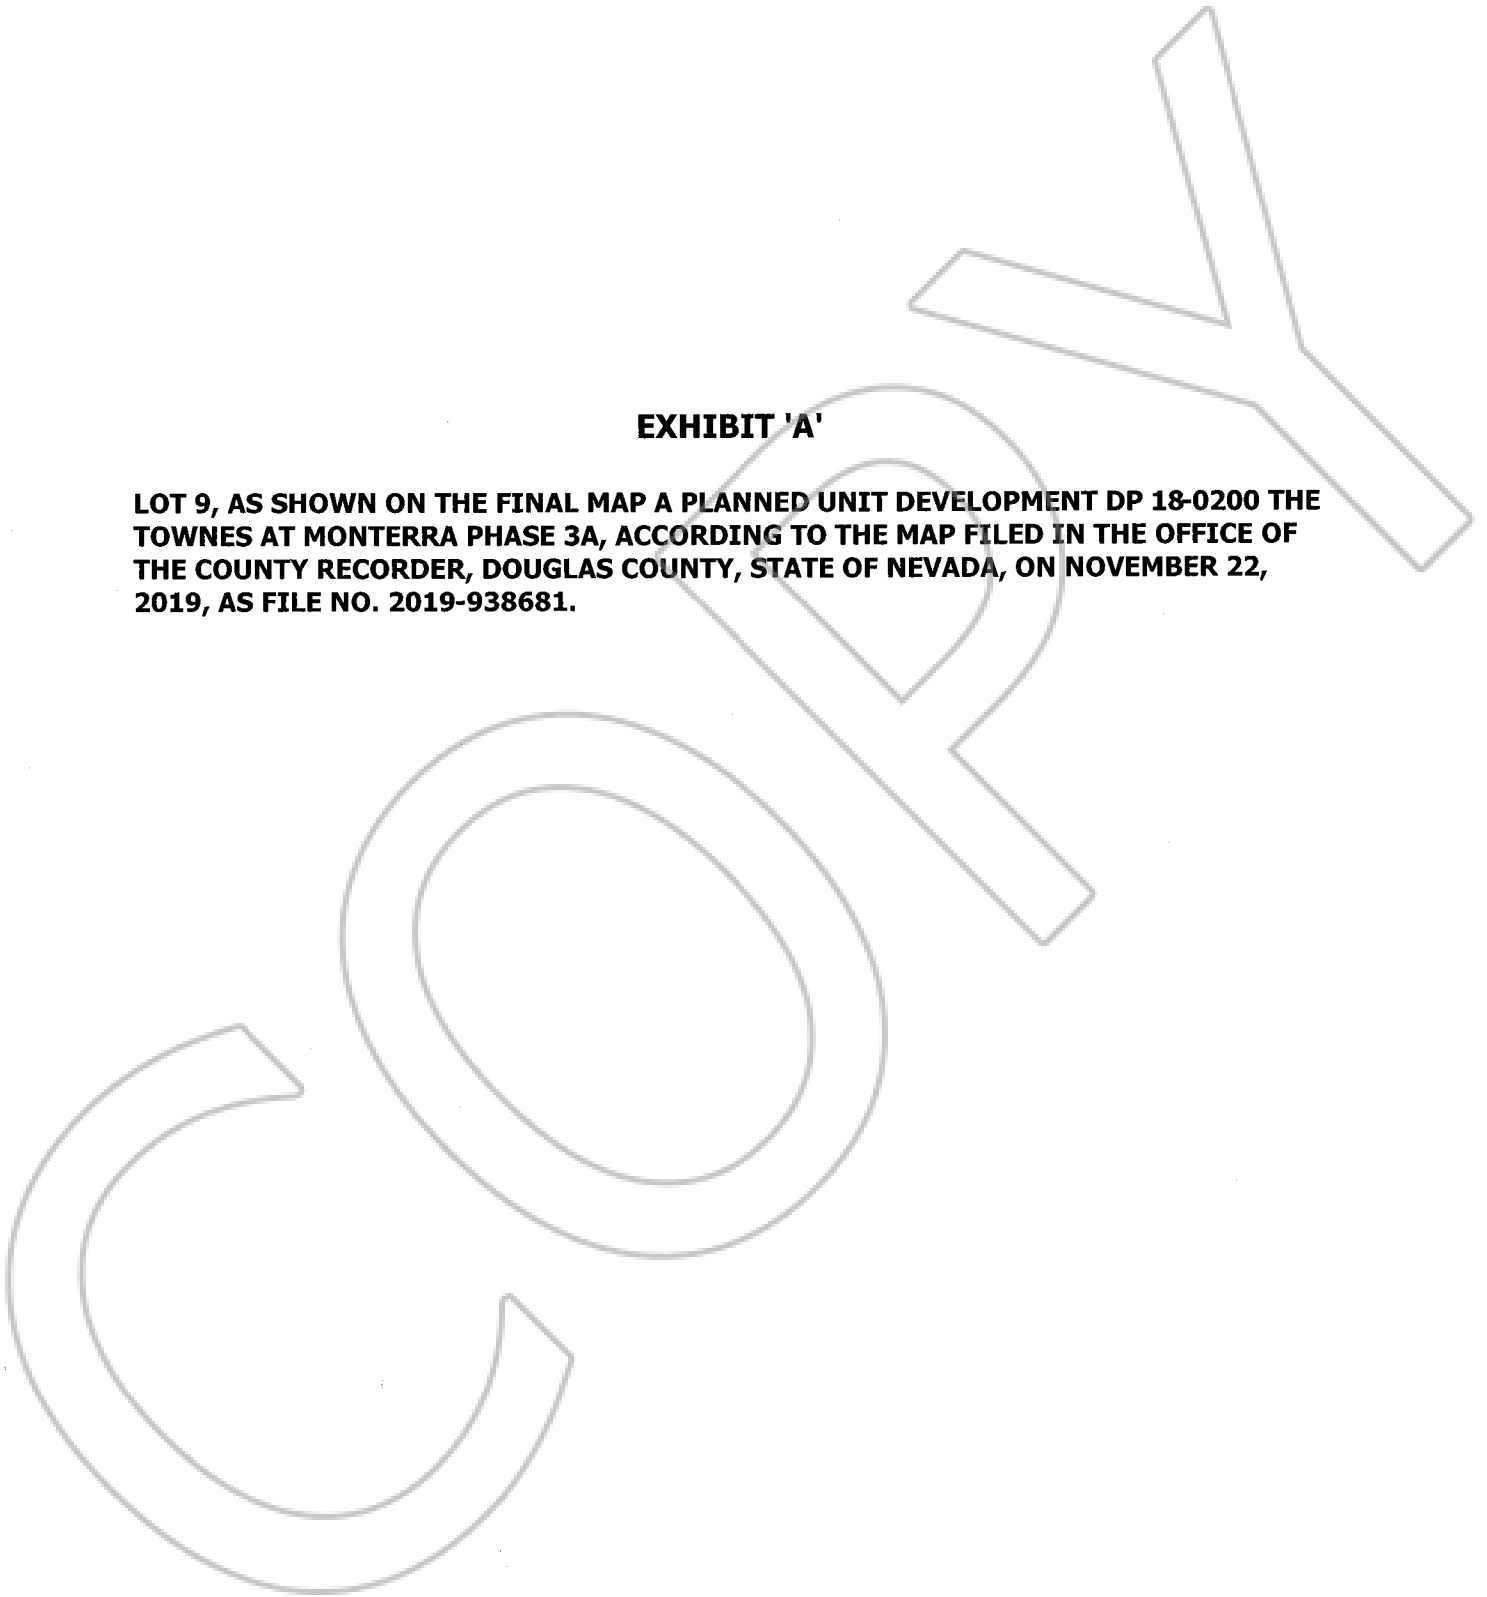 EXHIBIT 'A'
LOT 9, AS SHOWN ON THE FINAL MAP A PLANNED UNIT DEVELOPMENT DP 18-0200 THE
TOWNES AT MONTERRA PHASE 3A, ACCORDING TO THE MAP FILED IN THE OFFICE OF
THE COUNTY RECORDER, DOUGLAS COUNTY, STATE OF NEVADA, ON NOVEMBER 22,
2019, AS FILE NO. 2019-938681.
COPY